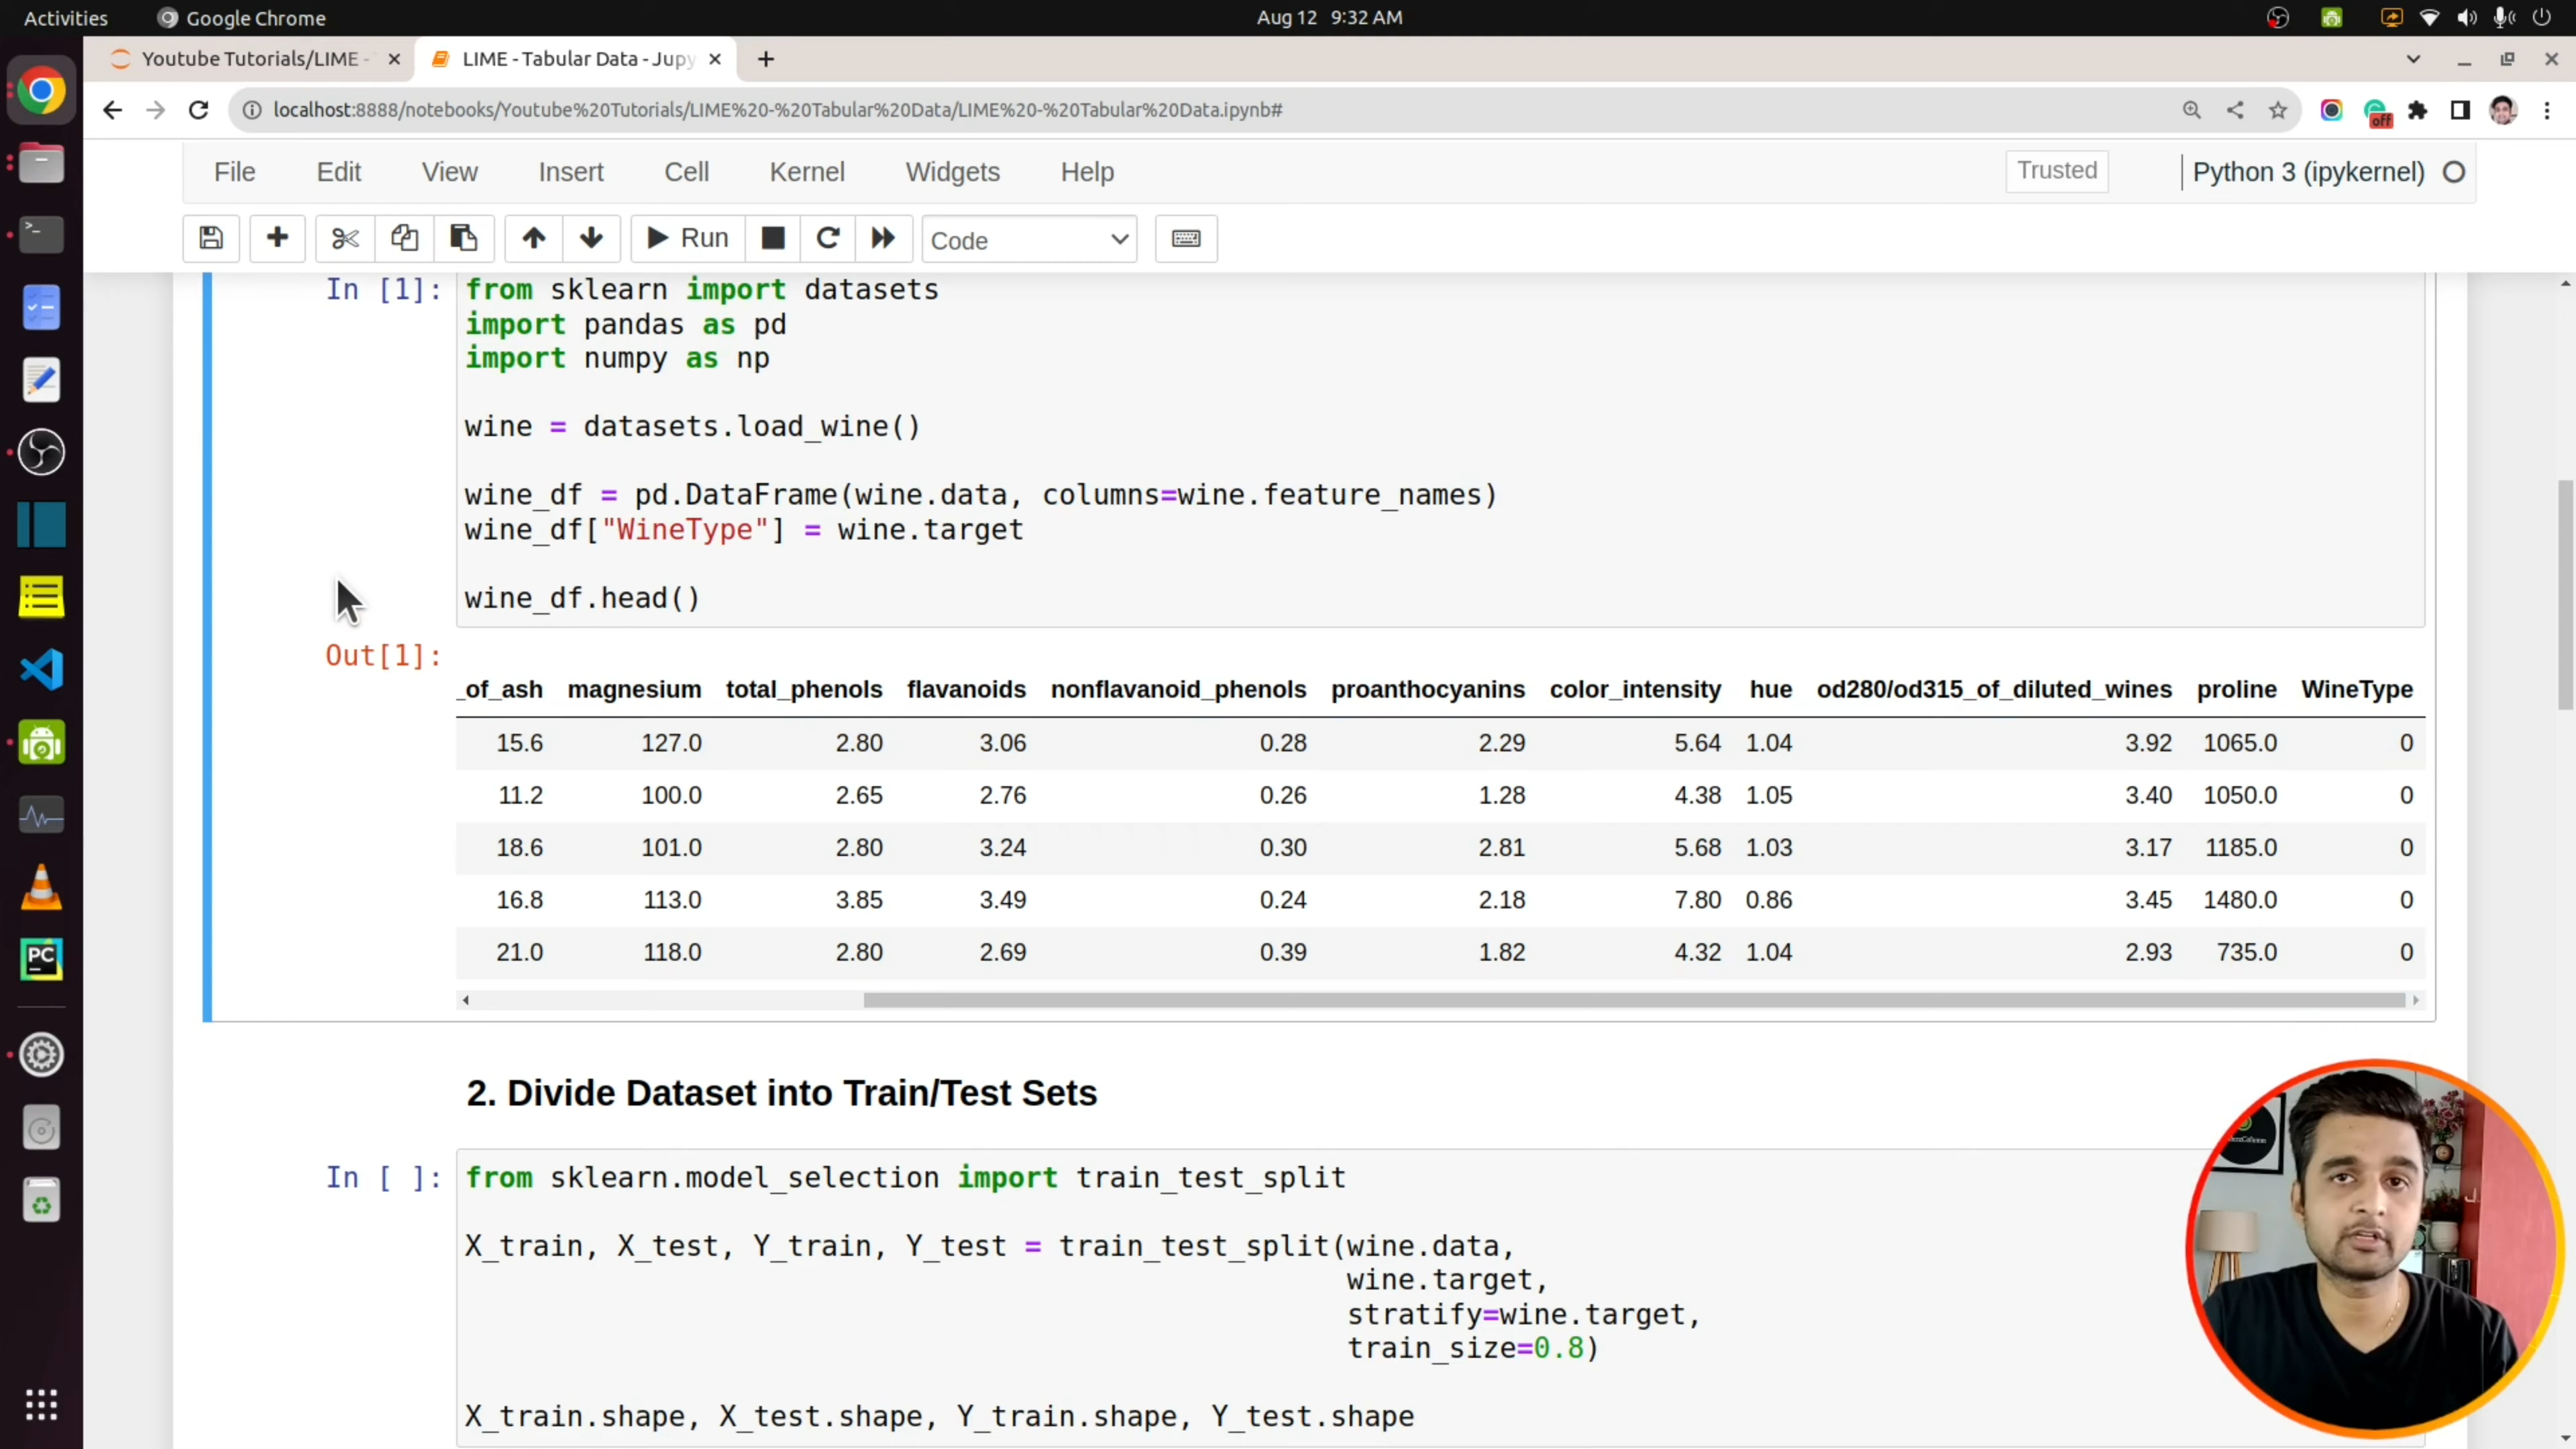 Activities Google Chrome Aug 12 9:32 AM
Youtube Tutorials/LIME - LIME - Tabular Data - Jupy
localhost:8888/notebooks/Youtube%20Tutorials/LIME%20-%20Tabular%20Data/LIME%20-%20Tabular%20Data.ipynb# off
File Edit View Insert Cell Kernel Widgets Help Trusted Python 3 (ipykernel)
Run Code
In [1]: from sklearn import datasets
import pandas as pd
import numpy as np
wine = datasets.load_wine()
wine_df = pd.DataFrame(wine.data, columns=wine.feature_names)
wine_df["WineType"] = wine.target
wine_df.head()
Out[1]:
_of_ash magnesium total_phenols flavanoids nonflavanoid_phenols proanthocyanins color_intensity hue od280/od315_of_diluted_wines proline WineType
15.6 127.0 2.80 3.06 0.28 2.29 5.64 1.04 3.92 1065.0 0
11.2 100.0 2.65 2.76 0.26 1.28 4.38 1.05 3.40 1050.0 0
18.6 101.0 2.80 3.24 0.30 2.81 5.68 1.03 3.17 1185.0 0
16.8 113.0 3.85 3.49 0.24 2.18 7.80 0.86 3.45 1480.0 0
21.0 118.0 2.80 2.69 0.39 1.82 4.32 1.04 2.93 735.0 0
2. Divide Dataset into Train/Test Sets
In [ ]: from sklearn.model_selection import train_test_split
X_train, X_test, Y_train, Y_test = train_test_split(wine.data,
wine.target,
stratify=wine.target,
train_size=0.8)
X_train.shape, X_test.shape, Y_train.shape, Y_test.shape
PC